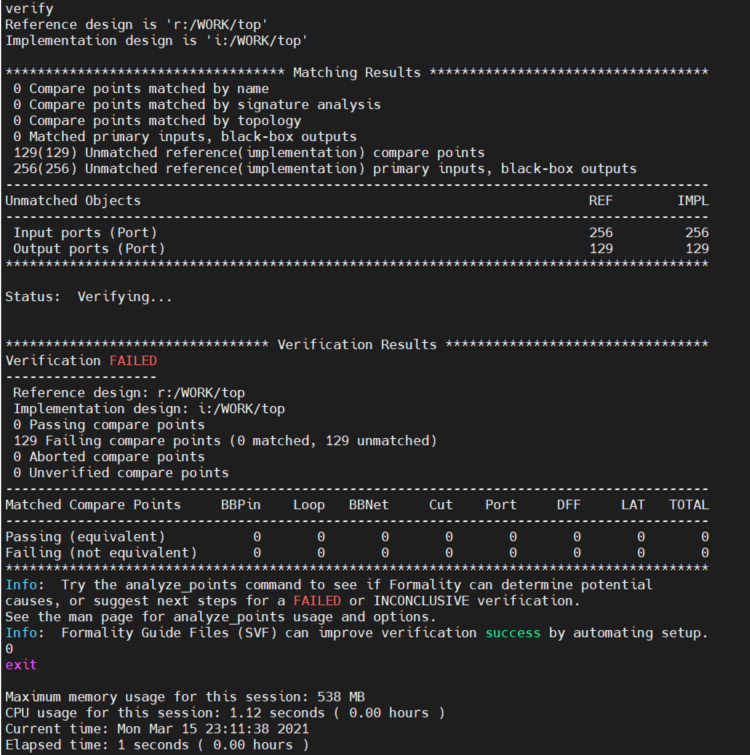 verify
Reference design is 'r:/WORK/top'
Implementation design is 'i:/WORK/top'
*********************************** Matching Results ***********************************
0 Compare points matched by name
0 Compare points matched by signature analysis
0 Compare points matched by topology
0 Matched primary inputs, black-box outputs
129(129) Unmatched reference(implementation) compare points
256(256) Unmatched reference(implementation) primary inputs, black-box outputs
----------------------------------------------------------------------------------------
Unmatched Objects REF IMPL
----------------------------------------------------------------------------------------
Input ports (Port) 256 256
Output ports (Port) 129 129
****************************************************************************************
Status:  Verifying...
********************************* Verification Results *********************************
Verification FAILED
-------------------
Reference design: r:/WORK/top
Implementation design: i:/WORK/top
0 Passing compare points
129 Failing compare points (0 matched, 129 unmatched)
0 Aborted compare points
0 Unverified compare points
----------------------------------------------------------------------------------------
Matched Compare Points BBPin Loop BBNet Cut Port DFF LAT TOTAL
----------------------------------------------------------------------------------------
Passing (equivalent) 0 0 0 0 0 0 0 0
Failing (not equivalent) 0 0 0 0 0 0 0 0
****************************************************************************************
Info:  Try the analyze_points command to see if Formality can determine potential
causes, or suggest next steps for a FAILED or INCONCLUSIVE verification.
See the man page for analyze_points usage and options.
Info:  Formality Guide Files (SVF) can improve verification success by automating setup.
0
exit
Maximum memory usage for this session: 538 MB
CPU usage for this session: 1.12 seconds ( 0.00 hours )
Current time: Mon Mar 15 23:11:38 2021
Elapsed time: 1 seconds ( 0.00 hours )